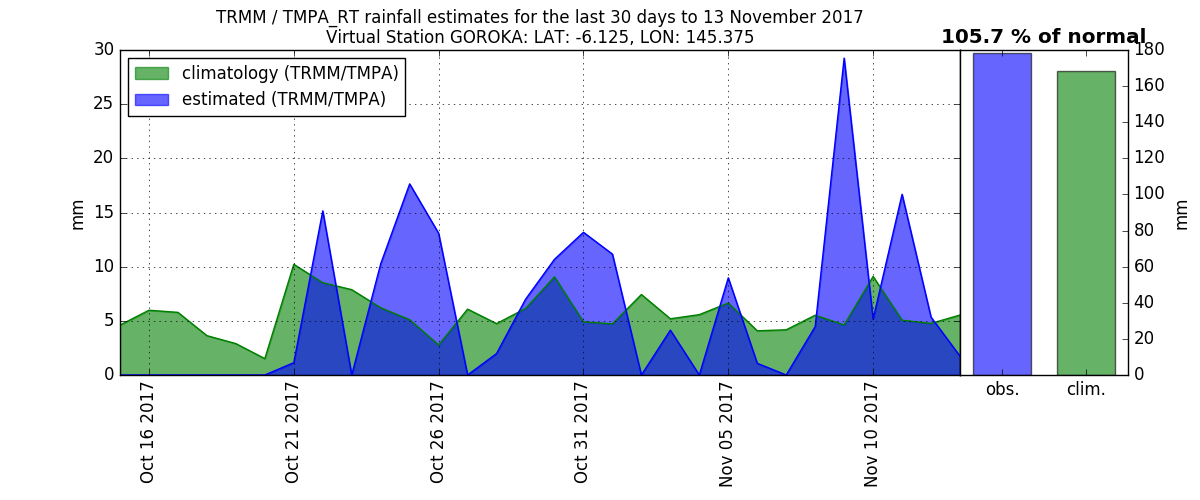 TRMM / TMPA_RT rainfall estimates for the last 30 days to 13 November 2017
Virtual Station GOROKA: LAT: -6.125, LON: 145.375
105.7 % of normal
climatology (TRMM/TMPA)
estimated (TRMM/TMPA)
mm
30
25
20
15
10
5
0
Oct 16 2017
Oct 21 2017
Oct 26 2017
Oct 31 2017
Nov 05 2017
Nov 10 2017
obs.
clim.
180
160
140
120
100
80
60
40
20
0
mm